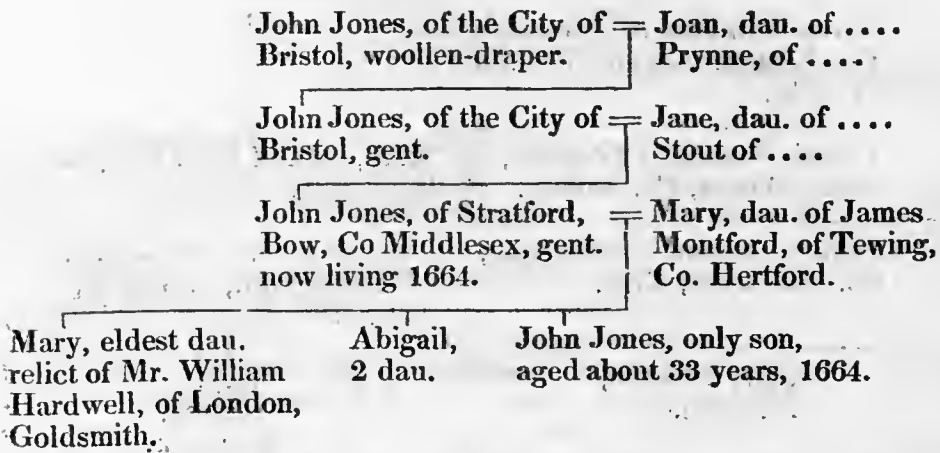 John Jones, of the City of = Joan, dau. of ....
Bristol, woollen-draper. Prynne, of ....
John Jones, of the City of = Jane, dau. of ....
Bristol, gent. Stout of ....
John Jones, of Stratford, = Mary, dau. of James
Bow, Co Middlesex, gent. Montford, of Tewing,
now living 1664. Co. Hertford.
Mary, eldest dau. Abigail, John Jones, only son,
relict of Mr. William 2 dau. aged about 33 years, 1664.
Hardwell, of London,
Goldsmith.